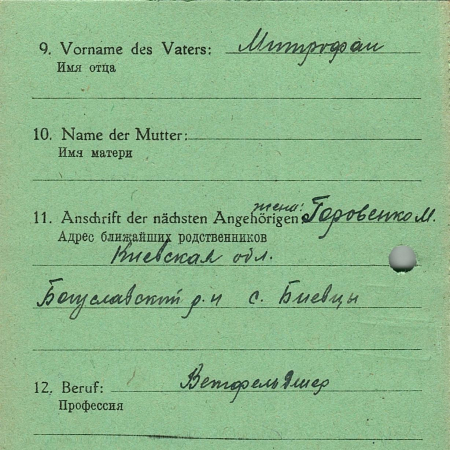 9. Vorname des Vaters: Митрофан
Имя отца
10. Name der Mutter:
Имя матери
жена:
11. Anschrift der nächsten Angehörigen Горовенко М.
Адрес ближайших родственников
Киевская обл.
Богуславский р-н с. Биевцы
12. Beruf: Ветфельдшер
Профессия